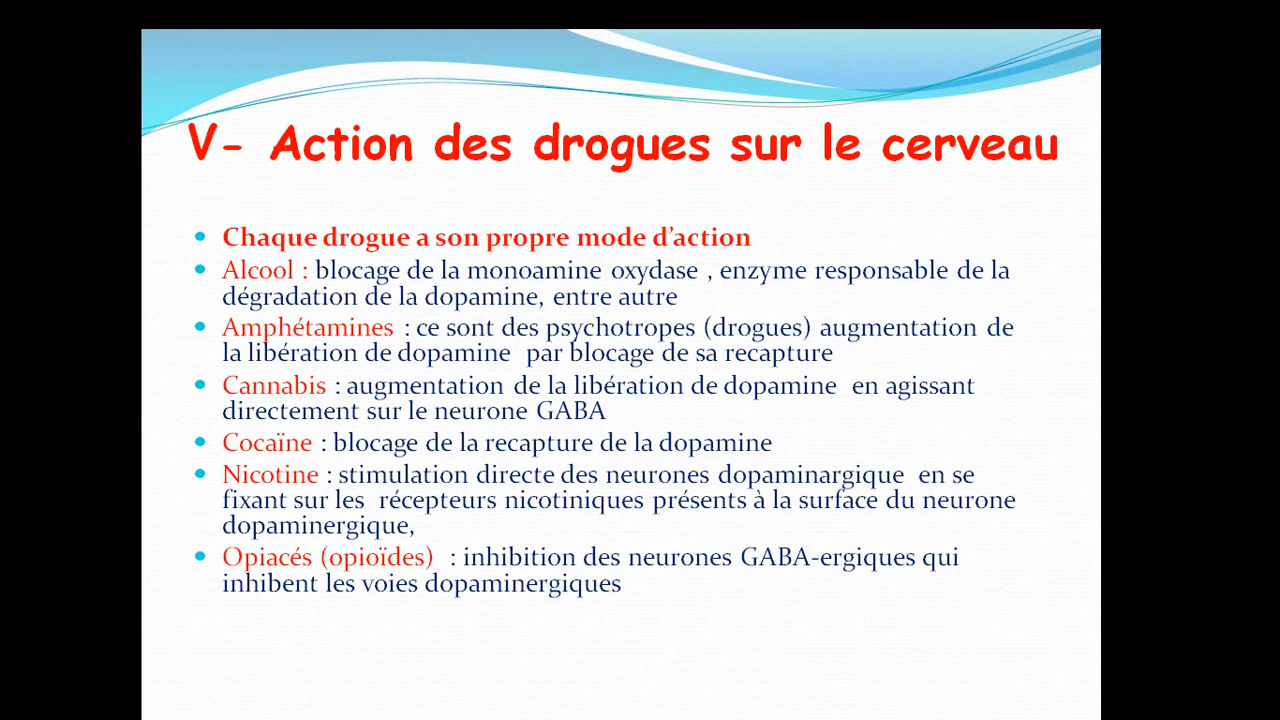 V- Action des drogues sur le cerveau
Chaque drogue a son propre mode d’action
Alcool : blocage de la monoamine oxydase , enzyme responsable de la
dégradation de la dopamine, entre autre
Amphétamines : ce sont des psychotropes (drogues) augmentation de
la libération de dopamine par blocage de sa recapture
Cannabis : augmentation de la libération de dopamine en agissant
directement sur le neurone GABA
Cocaïne : blocage de la recapture de la dopamine
Nicotine : stimulation directe des neurones dopaminargique en se
fixant sur les récepteurs nicotiniques présents à la surface du neurone
dopaminergique,
Opiacés (opioïdes) : inhibition des neurones GABA-ergiques qui
inhibent les voies dopaminergiques